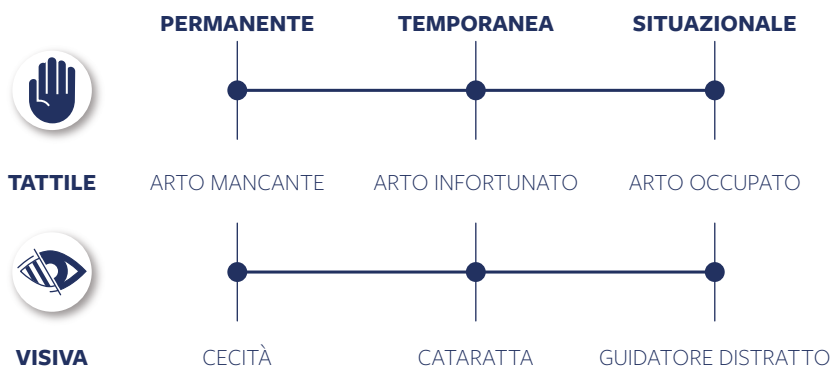 PERMANENTE TEMPORANEA SITUAZIONALE
TATTILE ARTO MANCANTE ARTO INFORTUNATO ARTO OCCUPATO
VISIVA CECITÀ CATARATTA GUIDATORE DISTRATTO